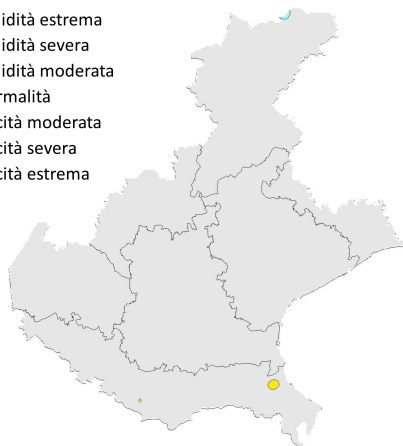 idità estrema
idità severa
idità moderata
rmalità
cità moderata
cità severa
cità estrema